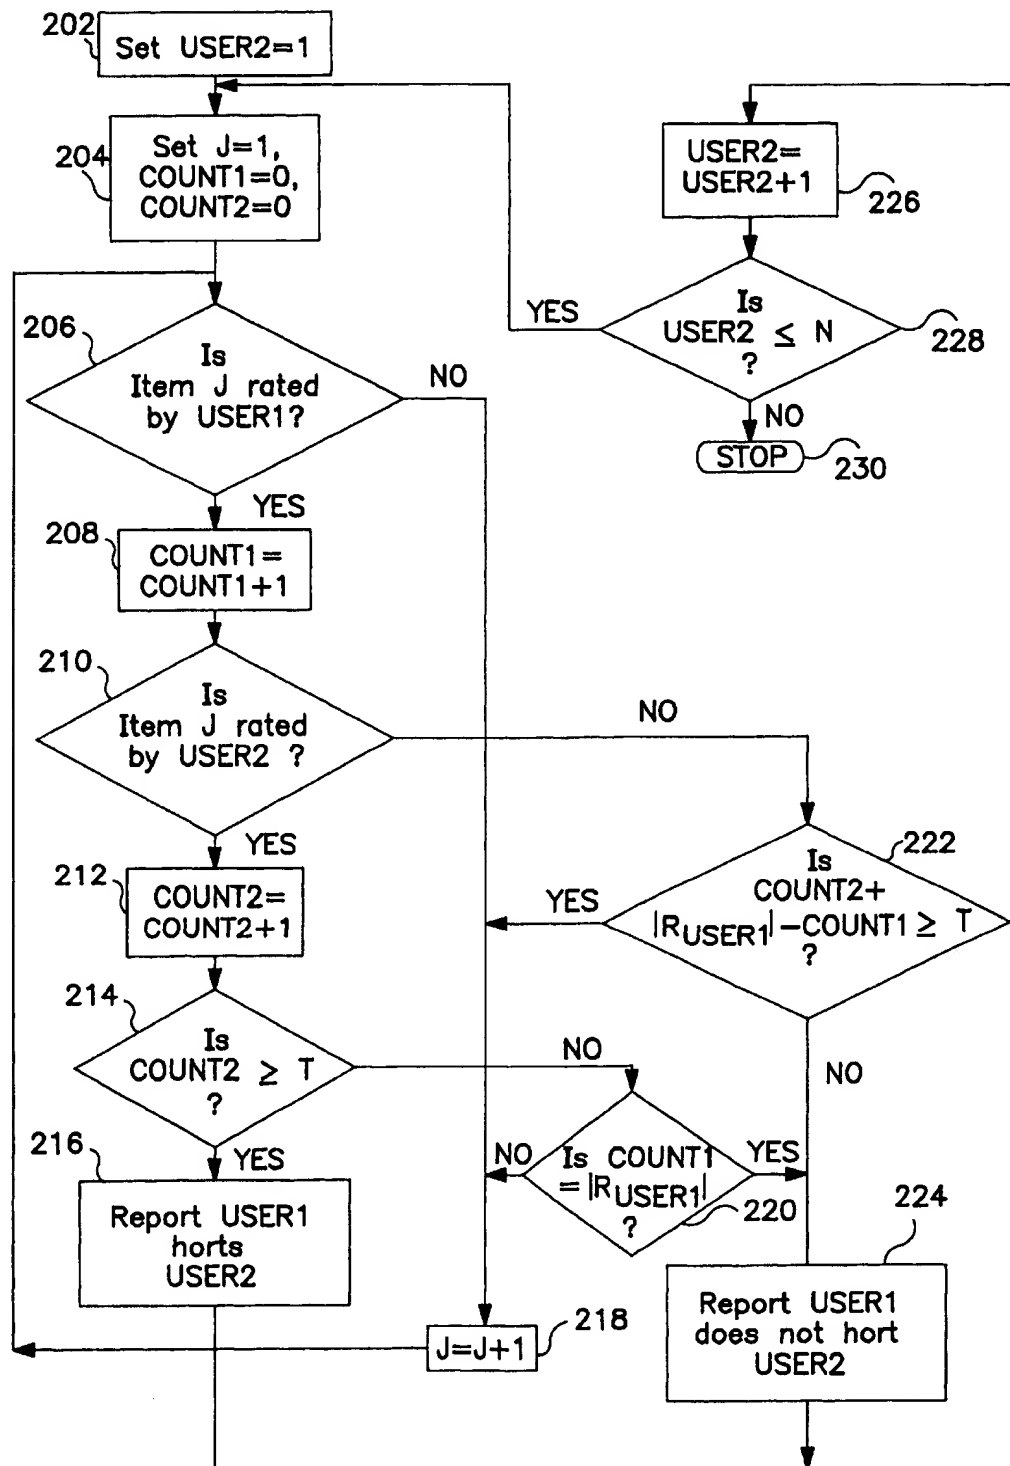 202
Set USER2=1
204
Set J=1,
COUNT1=0,
COUNT2=0
206
Is
Item J rated
by USER1?
NO
YES
208
COUNT1=
COUNT1+1
210
Is
Item J rated
by USER2 ?
NO
YES
212
COUNT2=
COUNT2+1
214
Is
COUNT2 ≥ T
?
NO
YES
216
Report USER1
horts
USER2
J=J+1
218
NO
Is COUNT1
=|RUSER1|
?
YES
220
222
Is
COUNT2+
|RUSER1|-COUNT1 ≥ T
?
YES
NO
224
Report USER1
does not hort
USER2
USER2=
USER2+1
226
Is
USER2 ≤ N
?
YES
228
NO
STOP
230